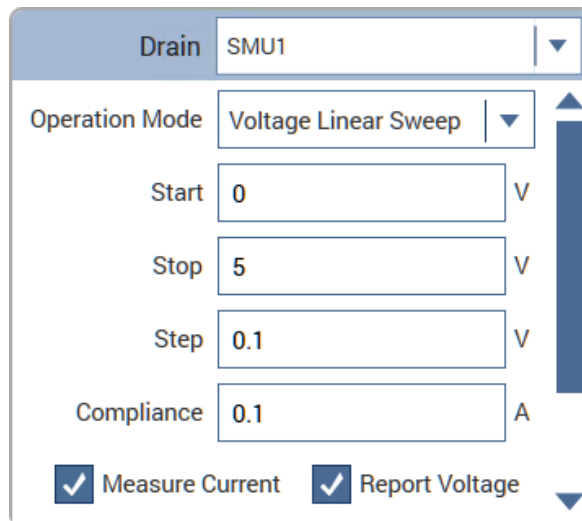 Drain SMU1
Operation Mode Voltage Linear Sweep
Start 0 V
Stop 5 V
Step 0.1 V
Compliance 0.1 A
Measure Current Report Voltage